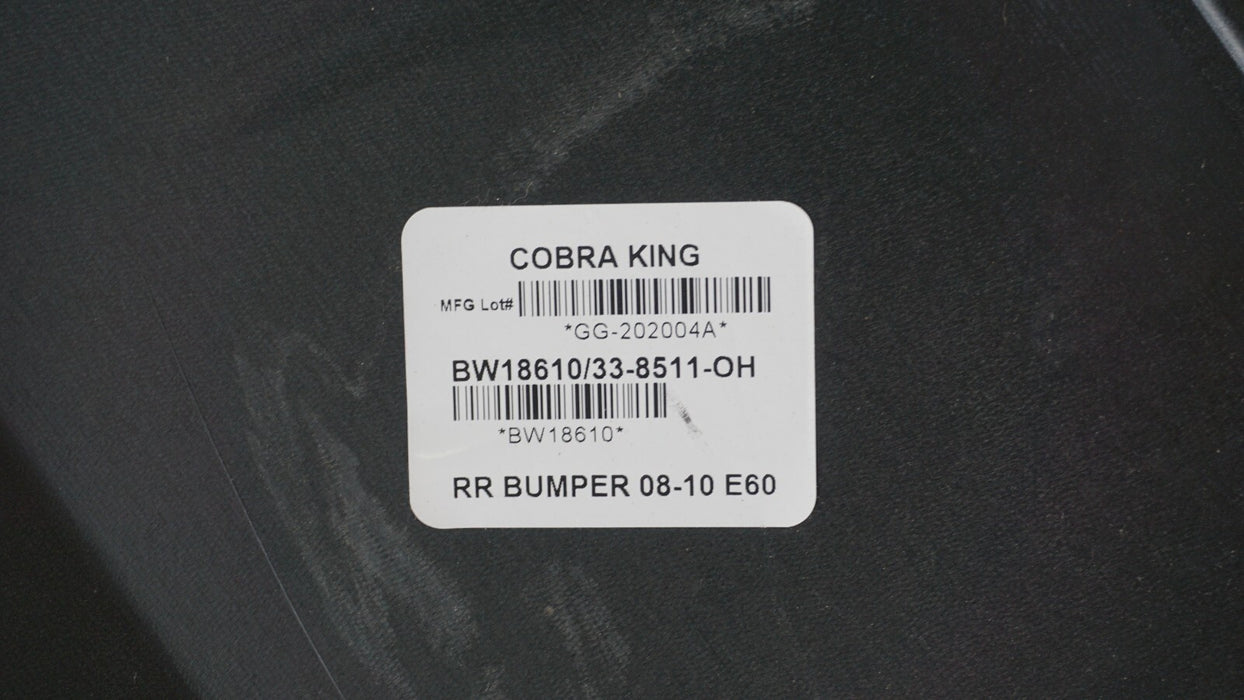 COBRA KING
MFG Lot#
*GG-202004A*
BW18610/33-8511-OH
*BW18610*
RR BUMPER 08-10 E60